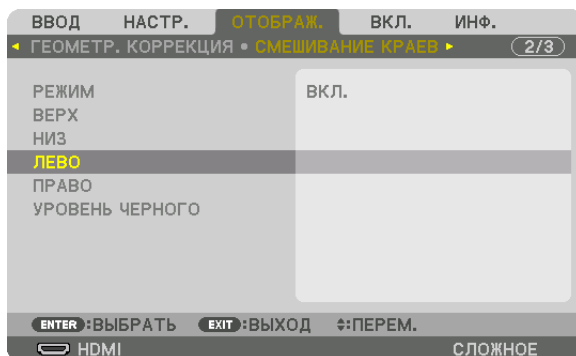 ВВОД НАСТР. ОТОБРАЖ. ВКЛ. ИНФ.
◂ ГЕОМЕТР. КОРРЕКЦИЯ • СМЕШИВАНИЕ КРАЕВ ▸ 2/3
РЕЖИМ ВКЛ.
ВЕРХ
НИЗ
ЛЕВО
ПРАВО
УРОВЕНЬ ЧЕРНОГО
ENTER :ВЫБРАТЬ EXIT :ВЫХОД ♦:ПЕРЕМ.
HDMI СЛОЖНОЕ